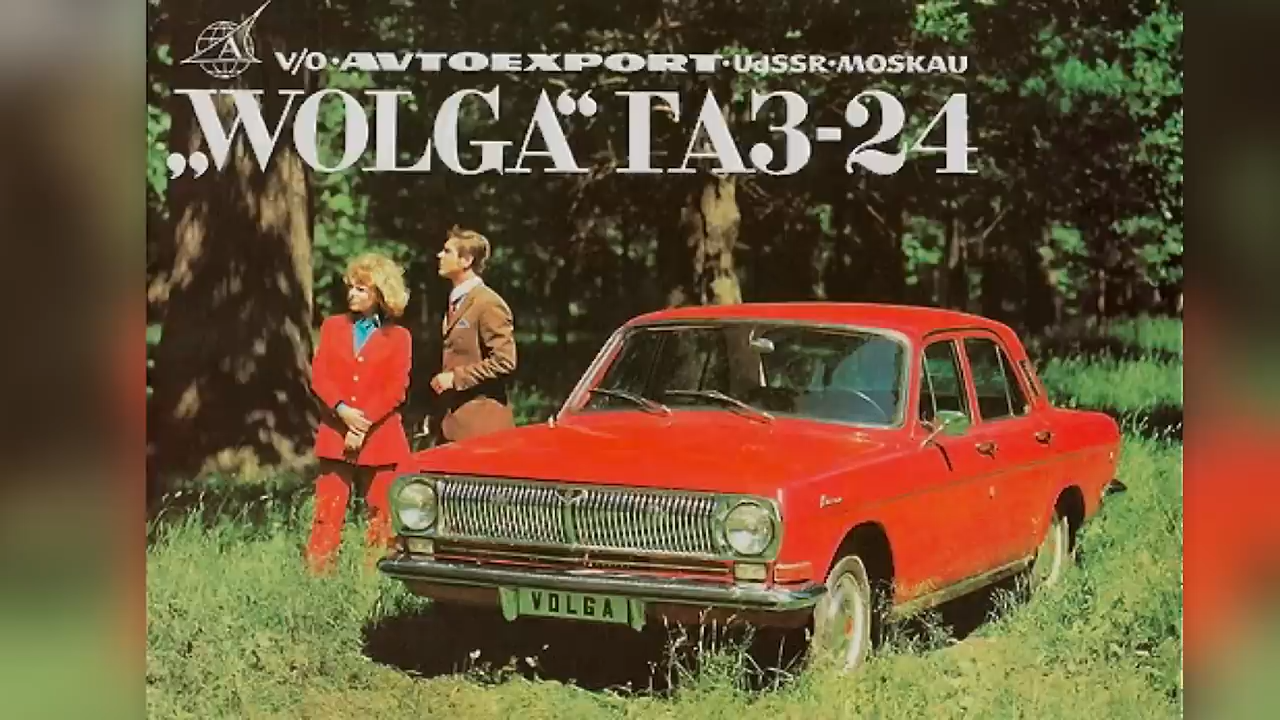 A
V/O·AVTOEXPORT·UdSSR·MOSKAU
„WOLGA“ ГАЗ-24
VOLGA